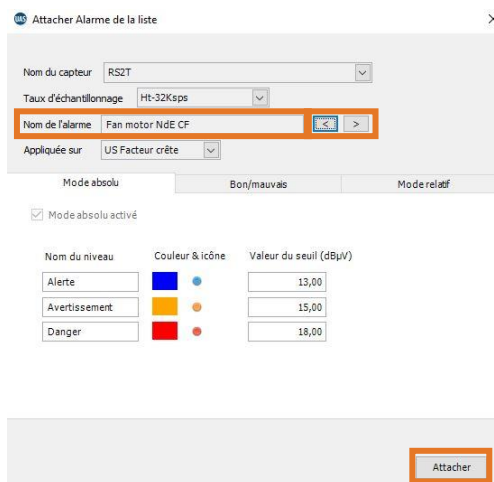 UAS Attacher Alarme de la liste
Nom du capteur RS2T
Taux d'échantillonnage Ht-32Ksps
Nom de l'alarme Fan motor NdE CF < >
Appliquée sur US Facteur crête
Mode absolu Bon/mauvais Mode relatif
Mode absolu activé
Nom du niveau Couleur & icône Valeur du seuil (dBµV)
Alerte 13,00
Avertissement 15,00
Danger 18,00
Attacher